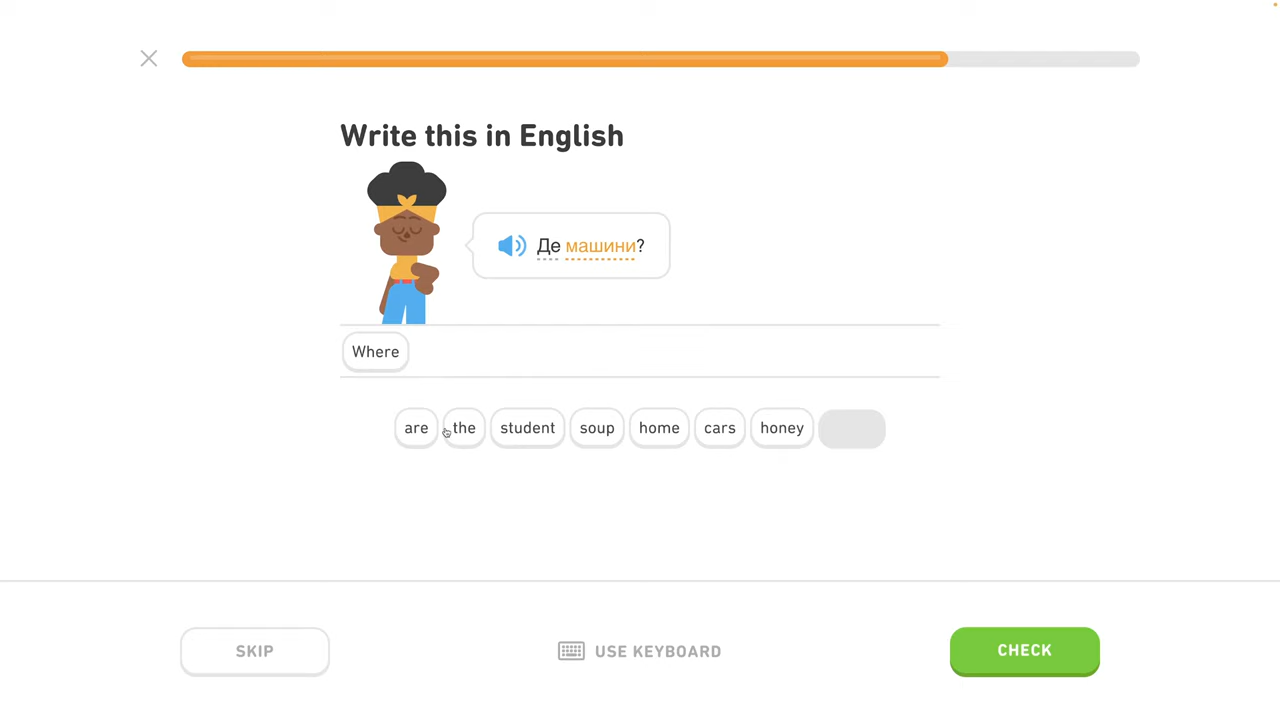 Write this in English
Де машини?
Where
are the student soup home cars honey
SKIP
USE KEYBOARD
CHECK